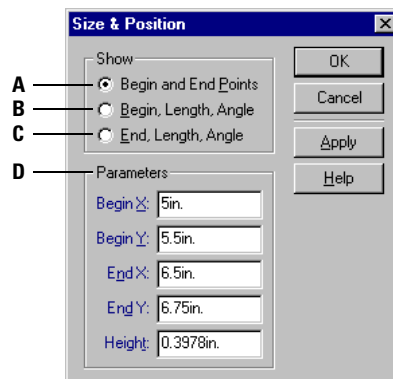 Size & Position
Show
A Begin and End Points
B Begin, Length, Angle
C End, Length, Angle
OK
Cancel
Apply
Help
D Parameters
Begin X: 5in.
Begin Y: 5.5in.
End X: 6.5in.
End Y: 6.75in.
Height: 0.3978in.